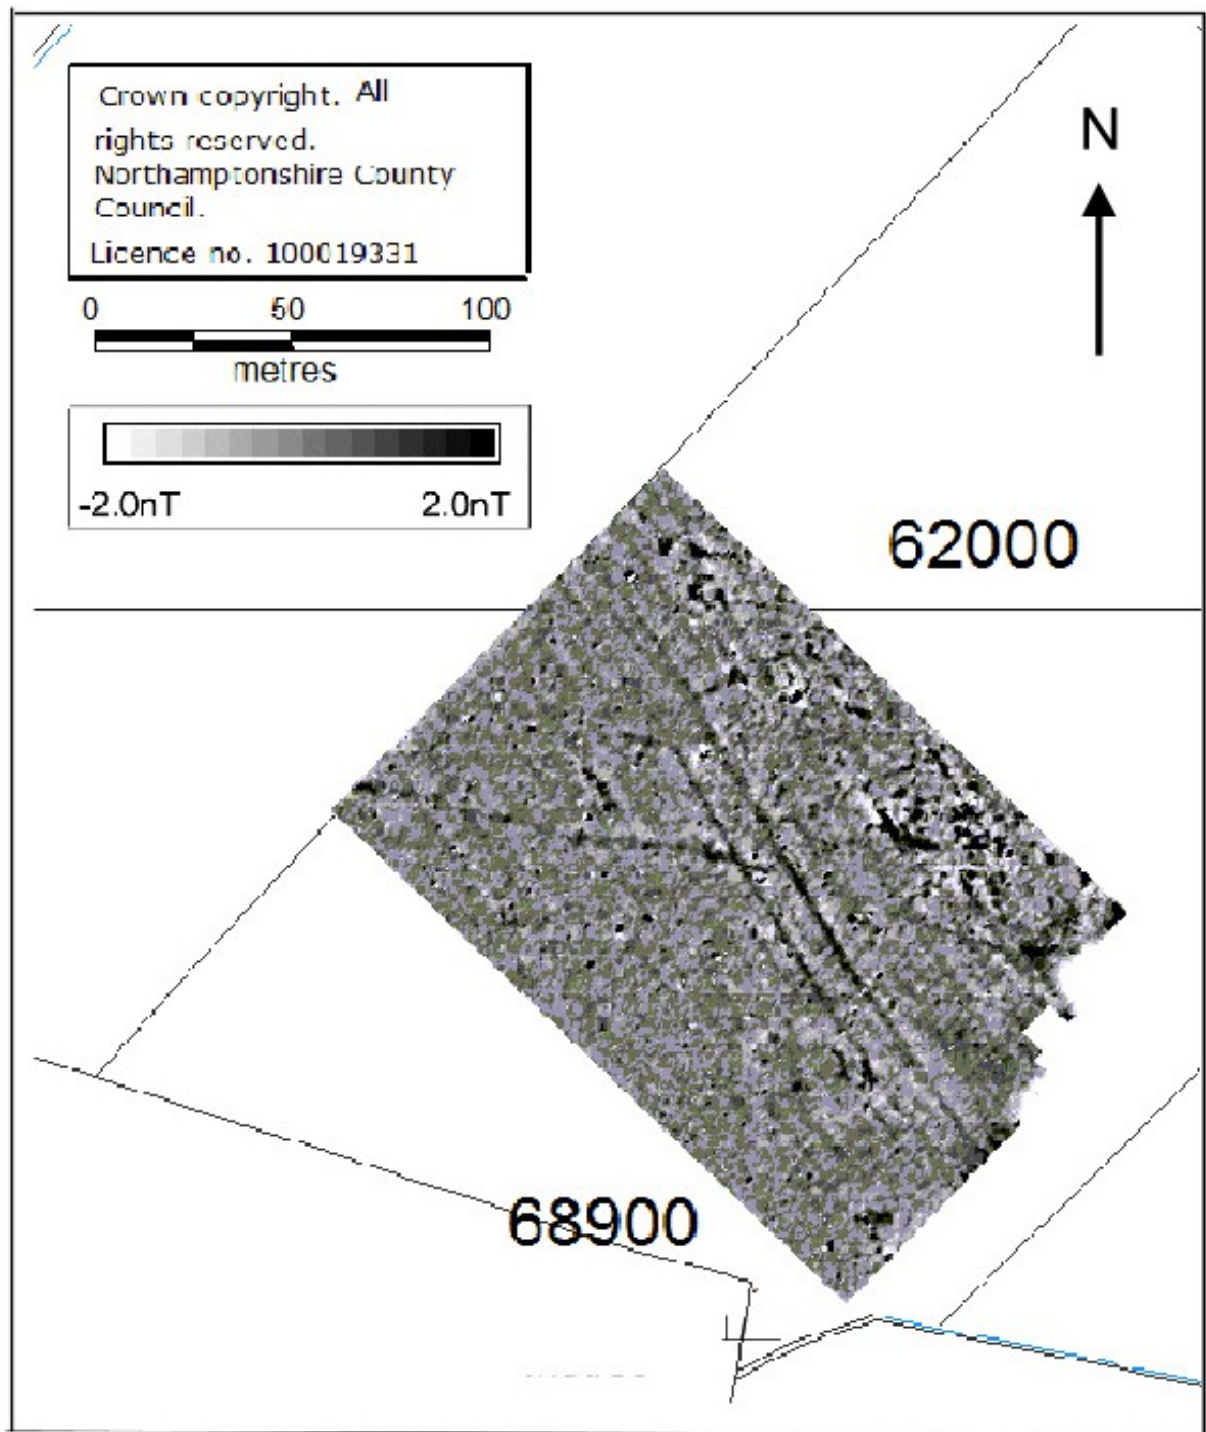 Crown copyright. All
rights reserved.
Northamptonshire County
Council.
Licence no. 100019331
N
0 50 100
metres
-2.0nT 2.0nT
62000
68900